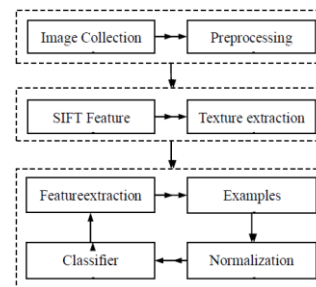 Image Collection
Preprocessing
SIFT Feature
Texture extraction
Featureextraction
Examples
Classifier
Normalization